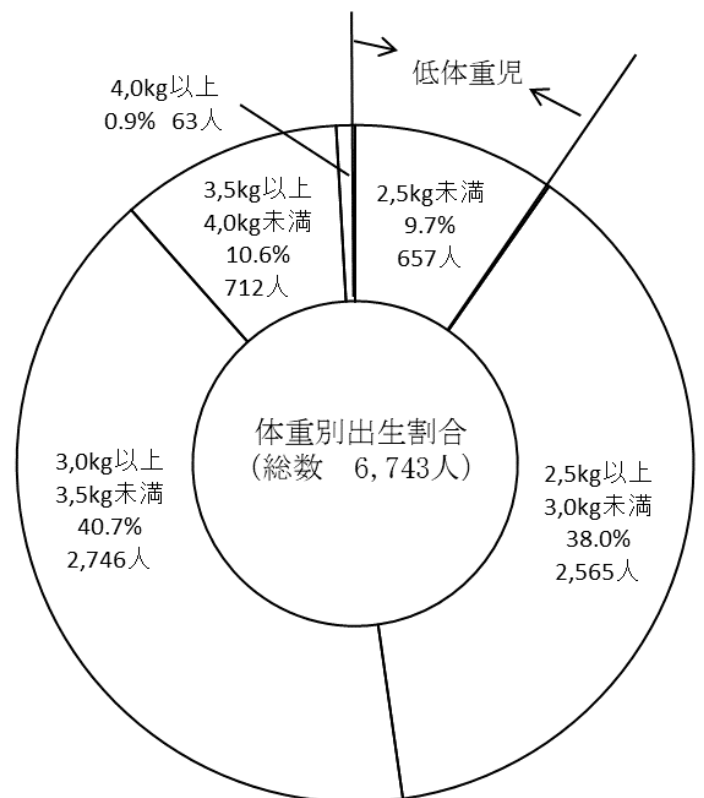 低体重児
4,0kg以上
0.9% 63人
3,5kg以上
4,0kg未満
10.6%
712人
2,5kg未満
9.7%
657人
体重別出生割合
(総数　6,743人)
3,0kg以上
3,5kg未満
40.7%
2,746人
2,5kg以上
3,0kg未満
38.0%
2,565人